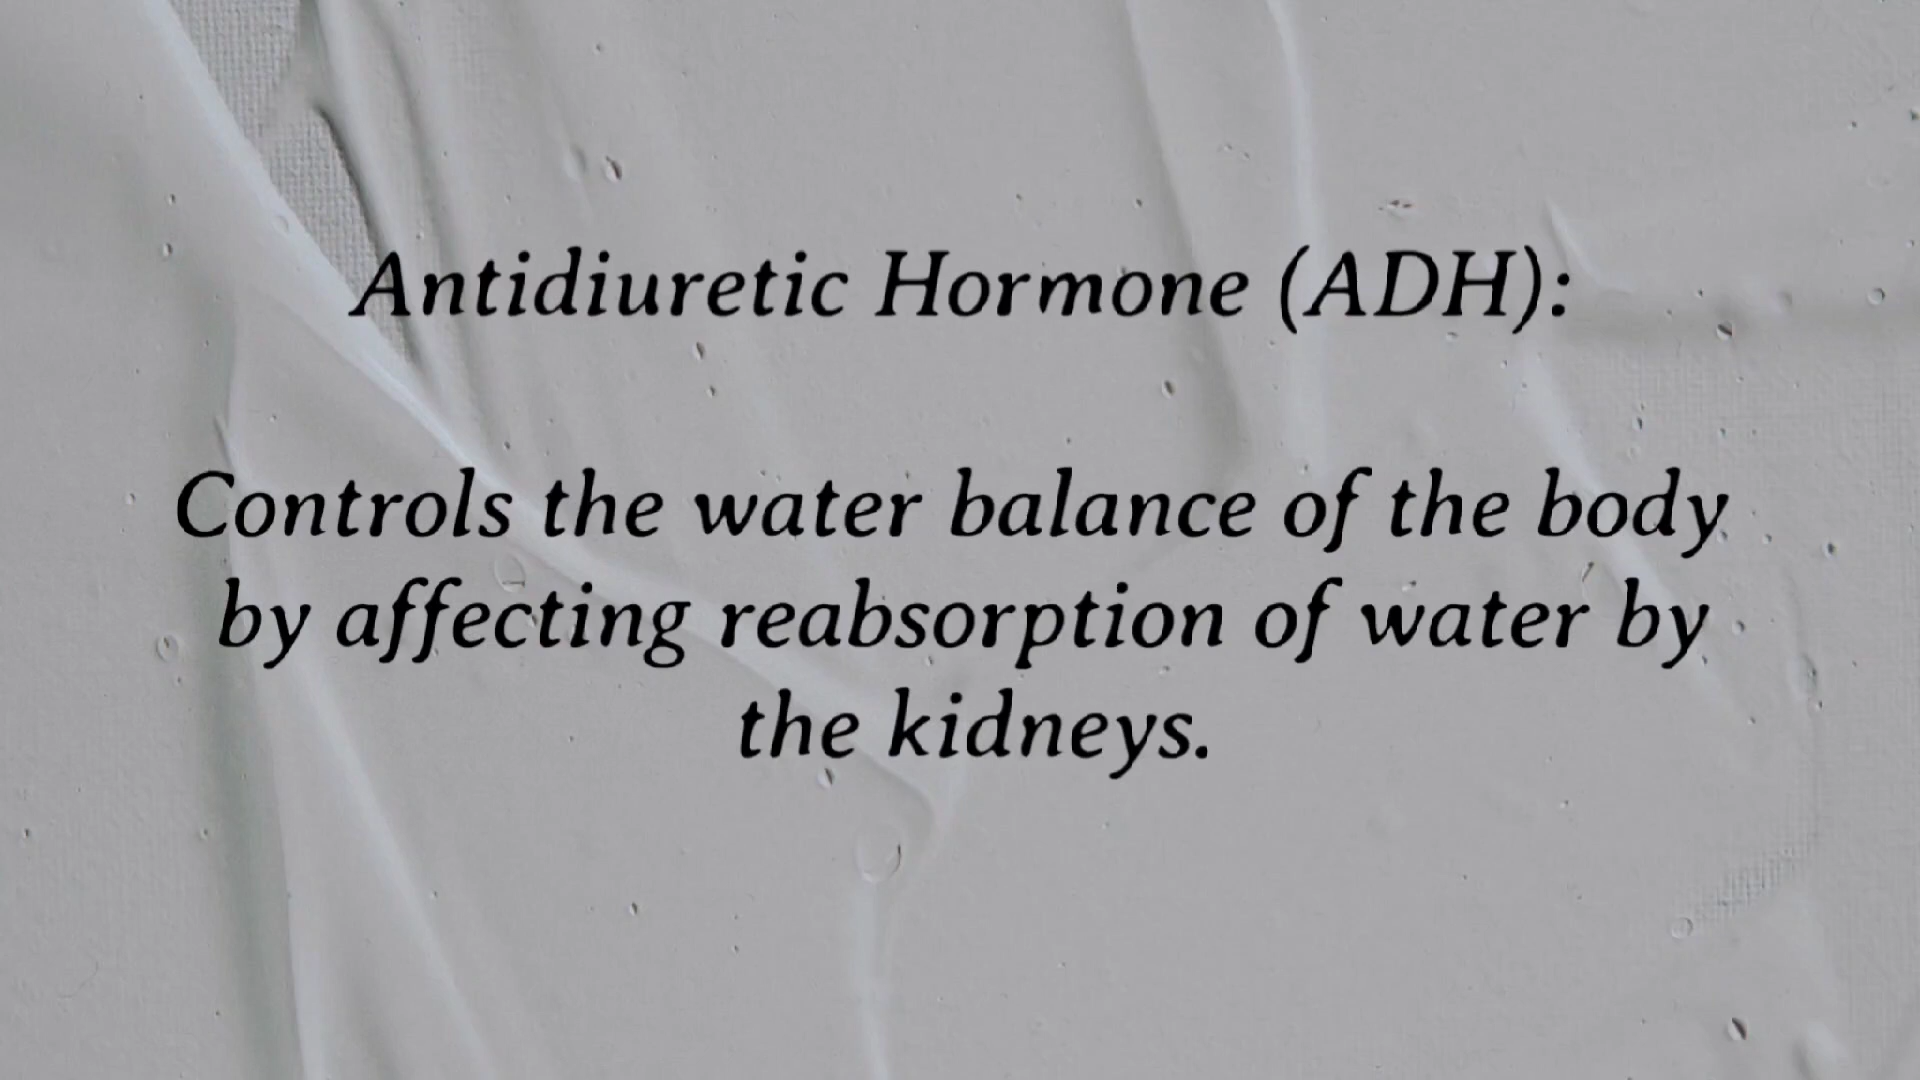 Antidiuretic Hormone (ADH):
Controls the water balance of the body
by affecting reabsorption of water by
the kidneys.